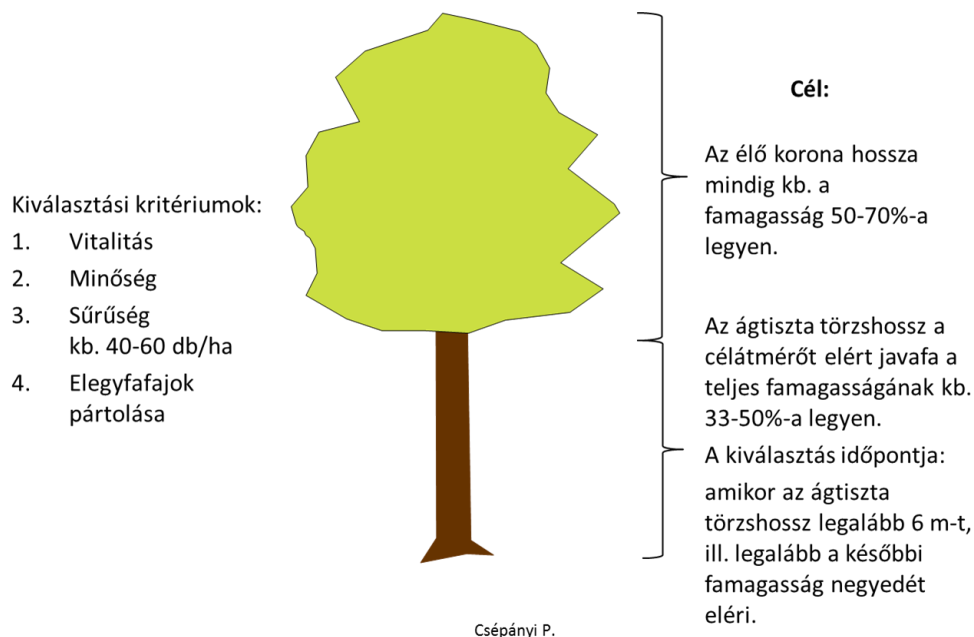 Kiválasztási kritériumok:
1. Vitalitás
2. Minőség
3. Sűrűség
kb. 40-60 db/ha
4. Elegyfafajok
pártolása
Cél:
Az élő korona hossza
mindig kb. a
famagasság 50-70%-a
legyen.
Az ágtiszta törzshossz a
célátmérőt elért javafa a
teljes famagasságának kb.
33-50%-a legyen.
A kiválasztás időpontja:
amikor az ágtiszta
törzshossz legalább 6 m-t,
ill. legalább a későbbi
famagasság negyedét
eléri.
Csépányi P.